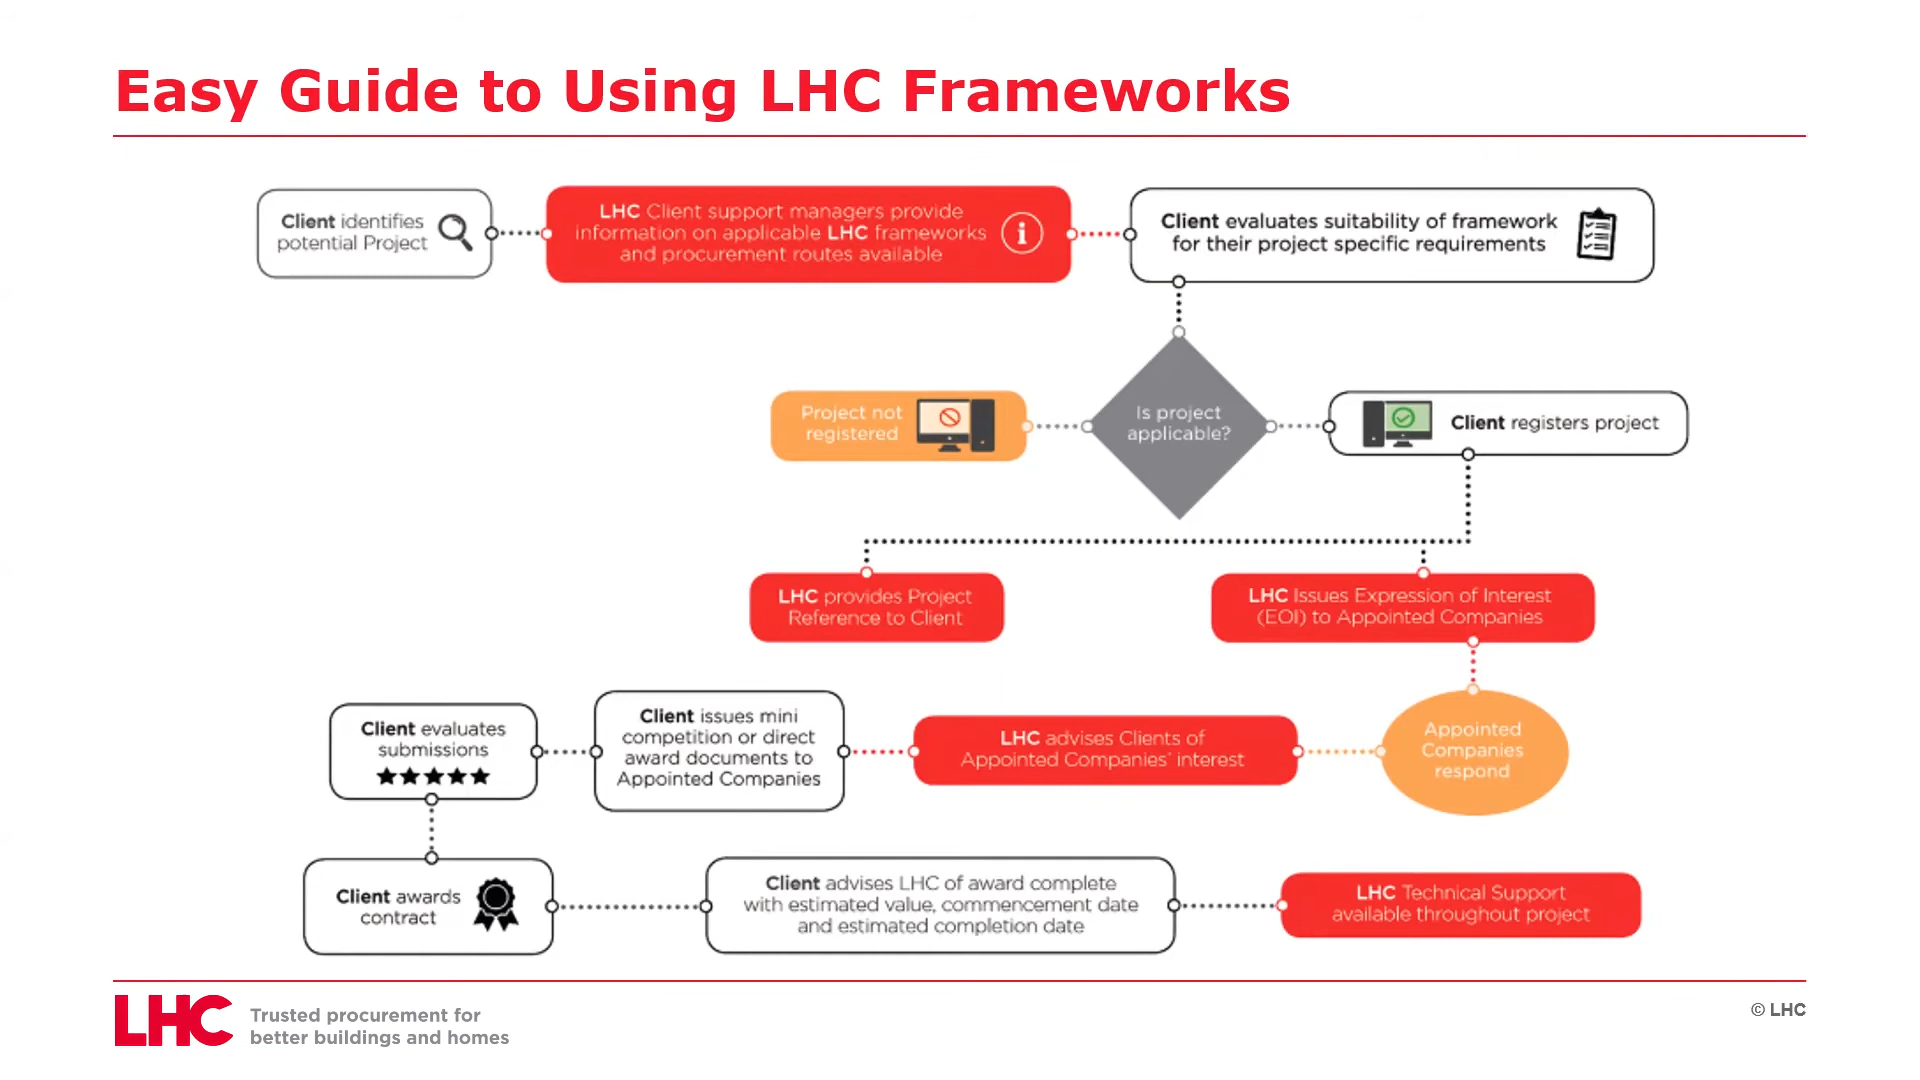 Easy Guide to Using LHC Frameworks
Client identifies
potential Project
LHC Client support managers provide
information on applicable LHC frameworks
and procurement routes available
Client evaluates suitability of framework
for their project specific requirements
Project not
registered
Is project
applicable?
Client registers project
LHC provides Project
Reference to Client
LHC Issues Expression of Interest
(EOI) to Appointed Companies
Client evaluates
submissions
Client issues mini
competition or direct
award documents to
Appointed Companies
LHC advises Clients of
Appointed Companies' interest
Appointed
Companies
respond
Client awards
contract
Client advises LHC of award complete
with estimated value, commencement date
and estimated completion date
LHC Technical Support
available throughout project
LHC
Trusted procurement for
better buildings and homes
© LHC